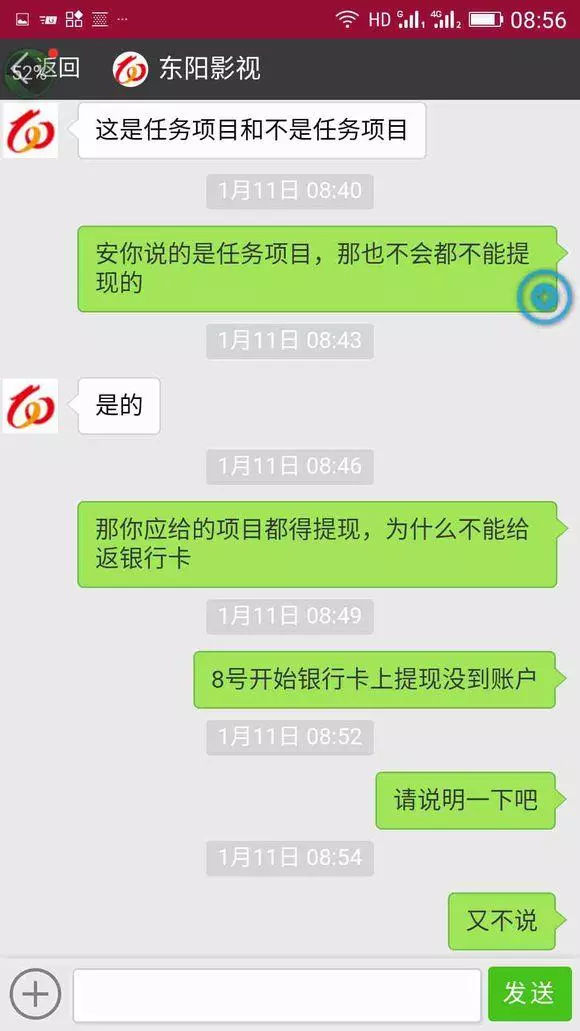 HD G 1 4G 2 08:56
52%
返回
东阳影视
这是任务项目和不是任务项目
1月11日 08:40
安你说的是任务项目，那也不会都不能提
现的
1月11日 08:43
是的
1月11日 08:46
那你应给的项目都得提现，为什么不能给
返银行卡
1月11日 08:49
8号开始银行卡上提现没到账户
1月11日 08:52
请说明一下吧
1月11日 08:54
又不说
发送